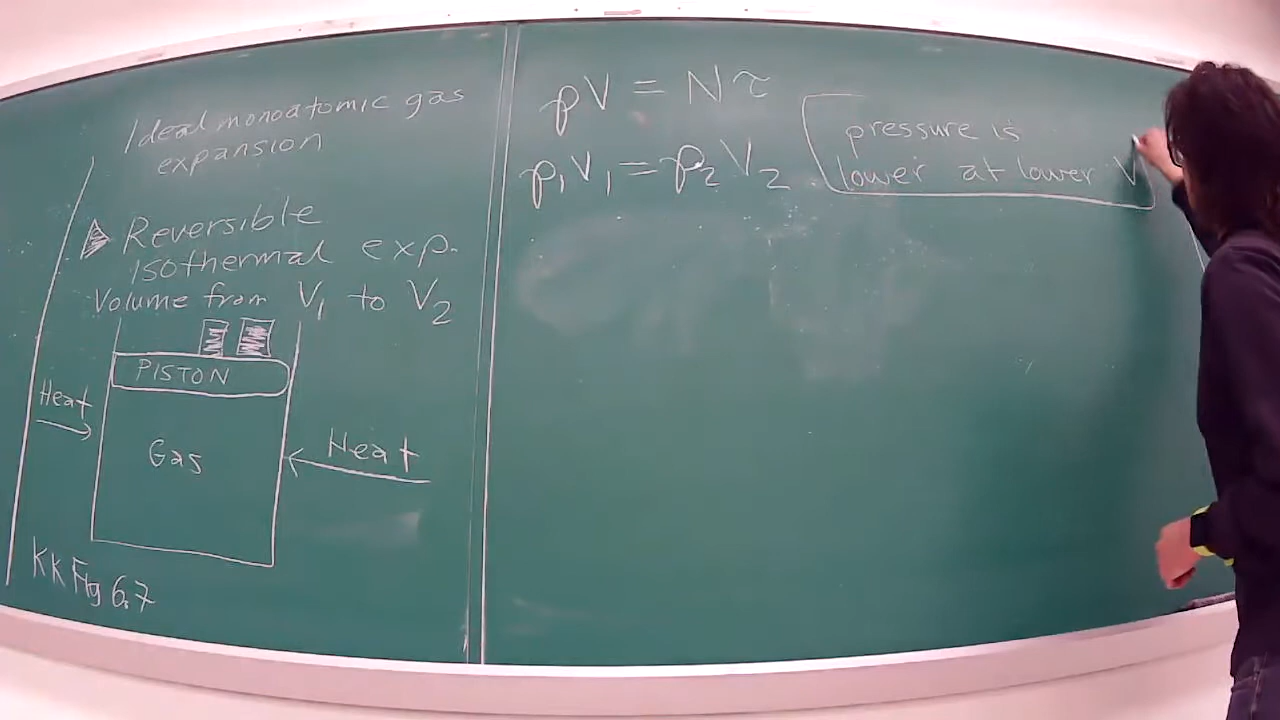 Ideal monoatomic gas
expansion
Reversible
isothermal exp.
Volume from V₁ to V₂
PISTON
Heat
Gas
Heat
KK Fig 6.7
pV = Nτ
p₁V₁ = p₂V₂
pressure is
lower at lower V